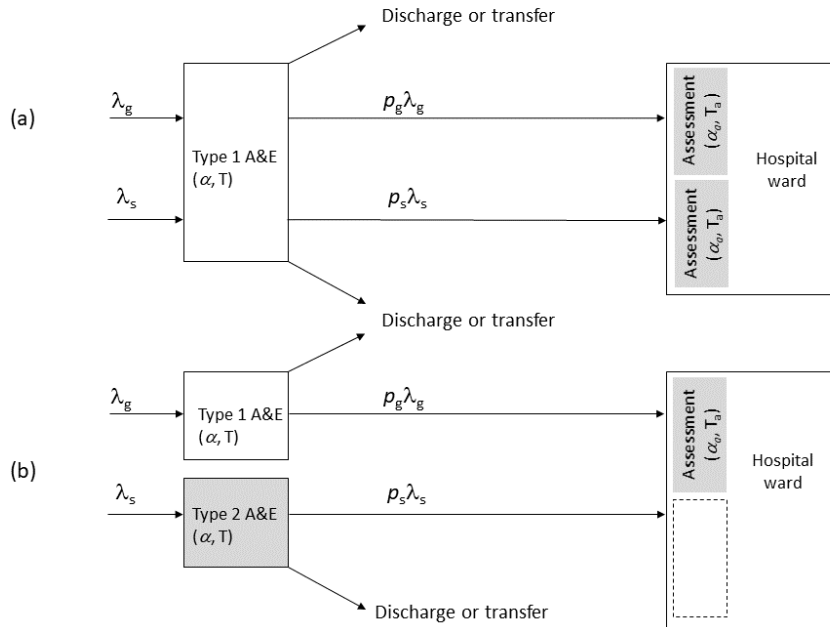 Discharge or transfer
(a)
λg
pgλg
Type 1 A&E
(α, T)
λs
psλs
Assessment
(αa, Ta)
Assessment
(αa, Ta)
Hospital
ward
Discharge or transfer
(b)
λg
pgλg
Type 1 A&E
(α, T)
λs
psλs
Type 2 A&E
(α, T)
Assessment
(αa, Ta)
Hospital
ward
Discharge or transfer